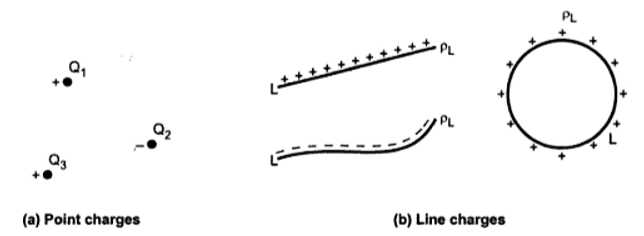 + Q1
- Q2
+ Q3
(a) Point charges
L + + + + + + + + + + + ρL
L - - - - - - - - - - - ρL
ρL
L
(b) Line charges